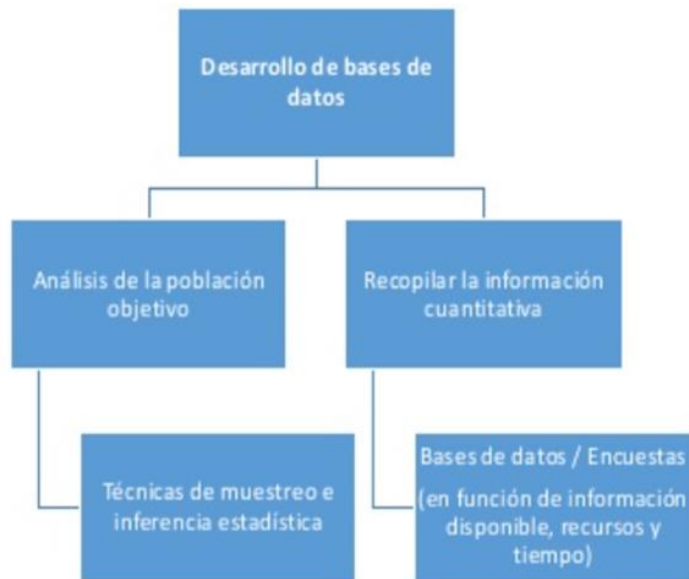 Desarrollo de bases de
datos
Análisis de la población
objetivo
Recopilar la información
cuantitativa
Técnicas de muestreo e
inferencia estadística
Bases de datos / Encuestas
(en función de información
disponible, recursos y
tiempo)